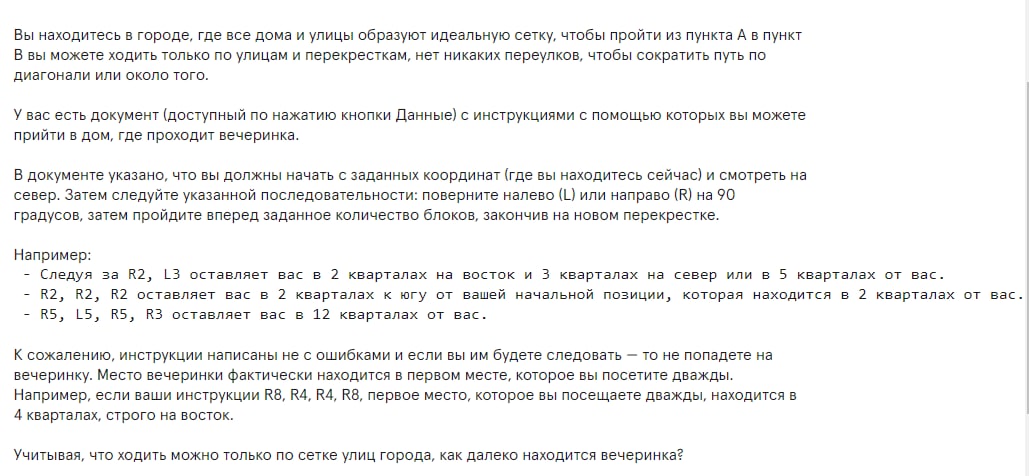 Вы находитесь в городе, где все дома и улицы образуют идеальную сетку, чтобы пройти из пункта А в пункт
В вы можете ходить только по улицам и перекресткам, нет никаких переулков, чтобы сократить путь по
диагонали или около того.
У вас есть документ (доступный по нажатию кнопки Данные) с инструкциями с помощью которых вы можете
прийти в дом, где проходит вечеринка.
В документе указано, что вы должны начать с заданных координат (где вы находитесь сейчас) и смотреть на
север. Затем следуйте указанной последовательности: поверните налево (L) или направо (R) на 90
градусов, затем пройдите вперед заданное количество блоков, закончив на новом перекрестке.
Например:
- Следуя за R2, L3 оставляет вас в 2 кварталах на восток и 3 кварталах на север или в 5 кварталах от вас.
- R2, R2, R2 оставляет вас в 2 кварталах к югу от вашей начальной позиции, которая находится в 2 кварталах от вас.
- R5, L5, R5, R3 оставляет вас в 12 кварталах от вас.
К сожалению, инструкции написаны не с ошибками и если вы им будете следовать — то не попадете на
вечеринку. Место вечеринки фактически находится в первом месте, которое вы посетите дважды.
Например, если ваши инструкции R8, R4, R4, R8, первое место, которое вы посещаете дважды, находится в
4 кварталах, строго на восток.
Учитывая, что ходить можно только по сетке улиц города, как далеко находится вечеринка?